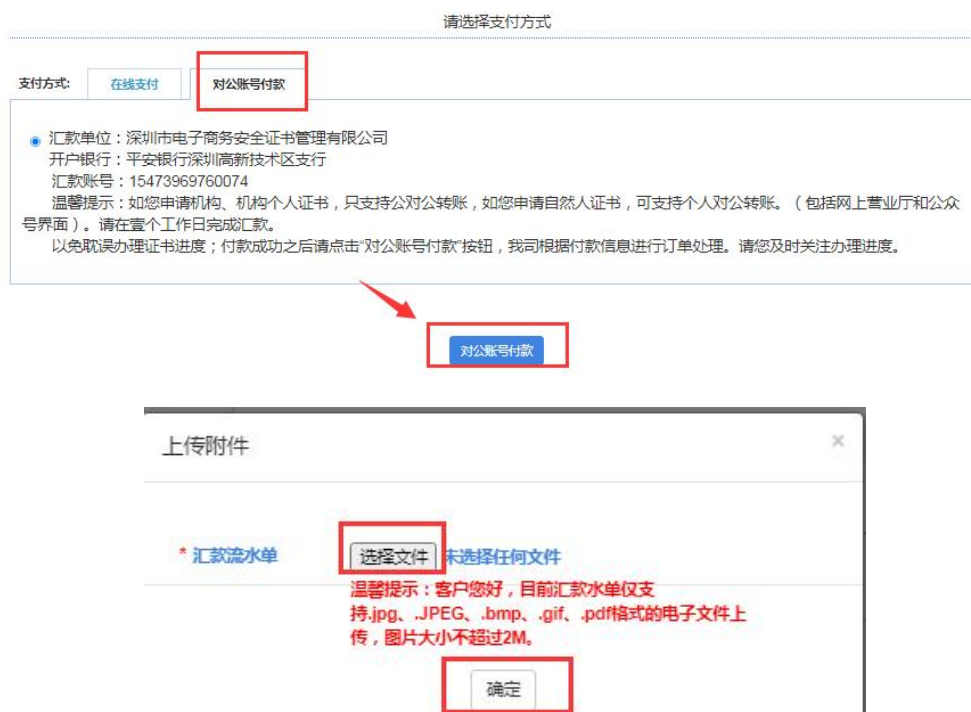 请选择支付方式
支付方式: 在线支付 对公账号付款
汇款单位：深圳市电子商务安全证书管理有限公司
开户银行：平安银行深圳高新技术区支行
汇款账号：15473969760074
温馨提示：如您申请机构、机构个人证书，只支持公对公转账，如您申请自然人证书，可支持个人对公转账。（包括网上营业厅和公众
号界面）。请在壹个工作日完成汇款。
以免耽误办理证书进度；付款成功之后请点击“对公账号付款”按钮，我司根据付款信息进行订单处理。请您及时关注办理进度。
对公账号付款
上传附件 ×
* 汇款流水单 选择文件 未选择任何文件
温馨提示：客户您好，目前汇款水单仅支
持.jpg、.JPEG、.bmp、.gif、.pdf格式的电子文件上
传，图片大小不超过2M。
确定